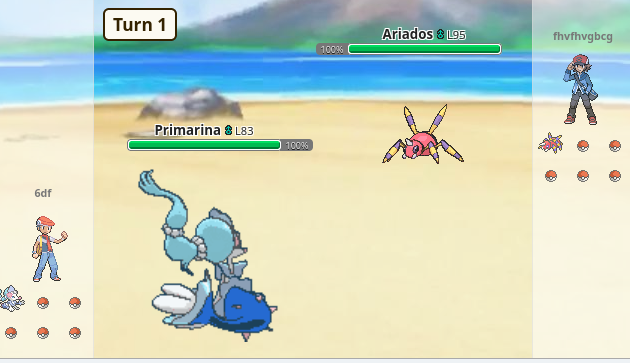 Turn 1
Ariados L95
100%
fhvfhvgbcg
Primarina L83
100%
6df